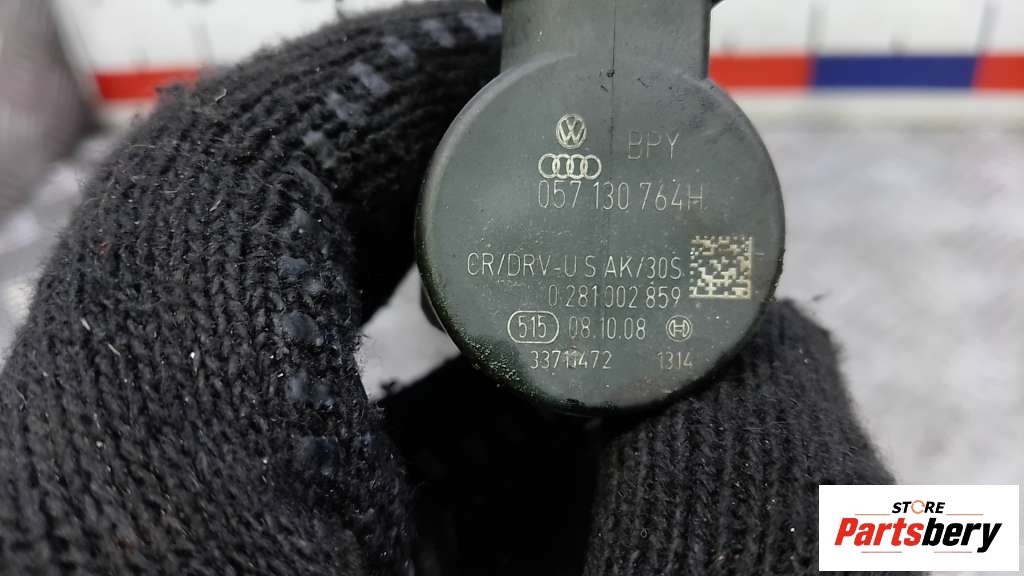 BPY
057 130 764H
CR/DRV-U S AK/30S
0 281 002 859
515 08.10.08
33711472 1314
STORE
Partsbery